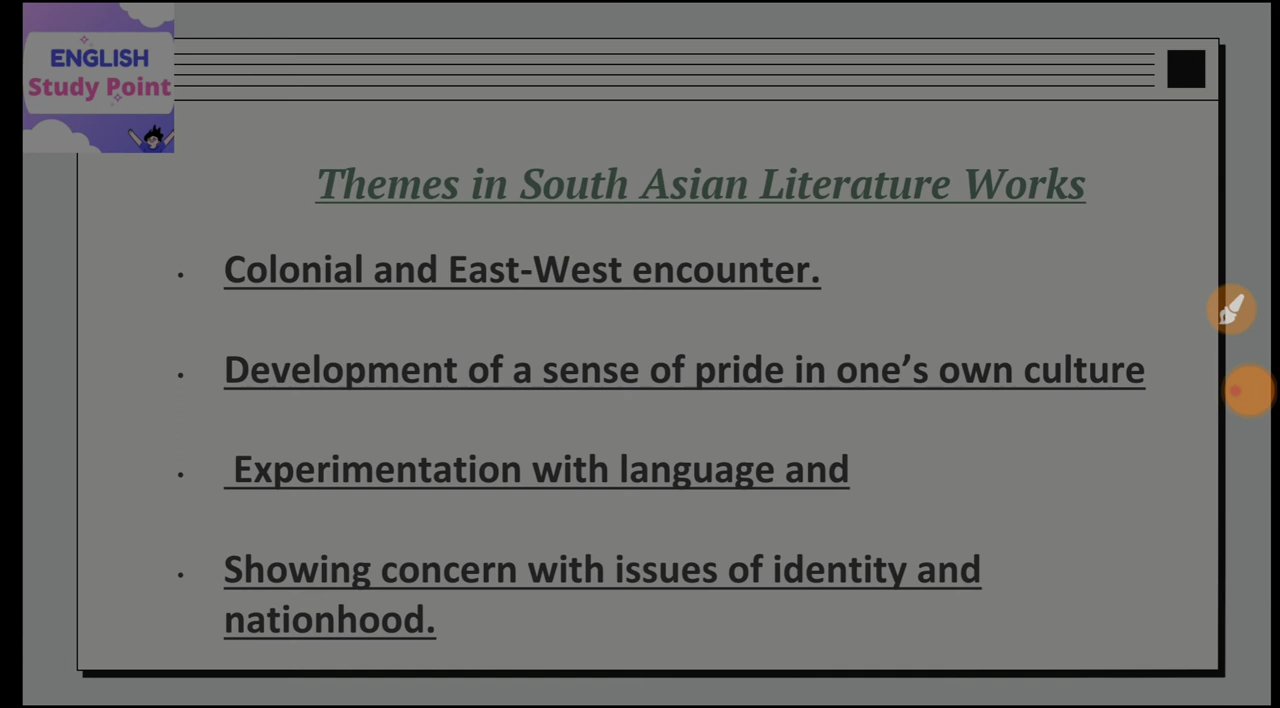 ENGLISH
Study Point
Themes in South Asian Literature Works
• Colonial and East-West encounter.
• Development of a sense of pride in one’s own culture
• Experimentation with language and
• Showing concern with issues of identity and
nationhood.